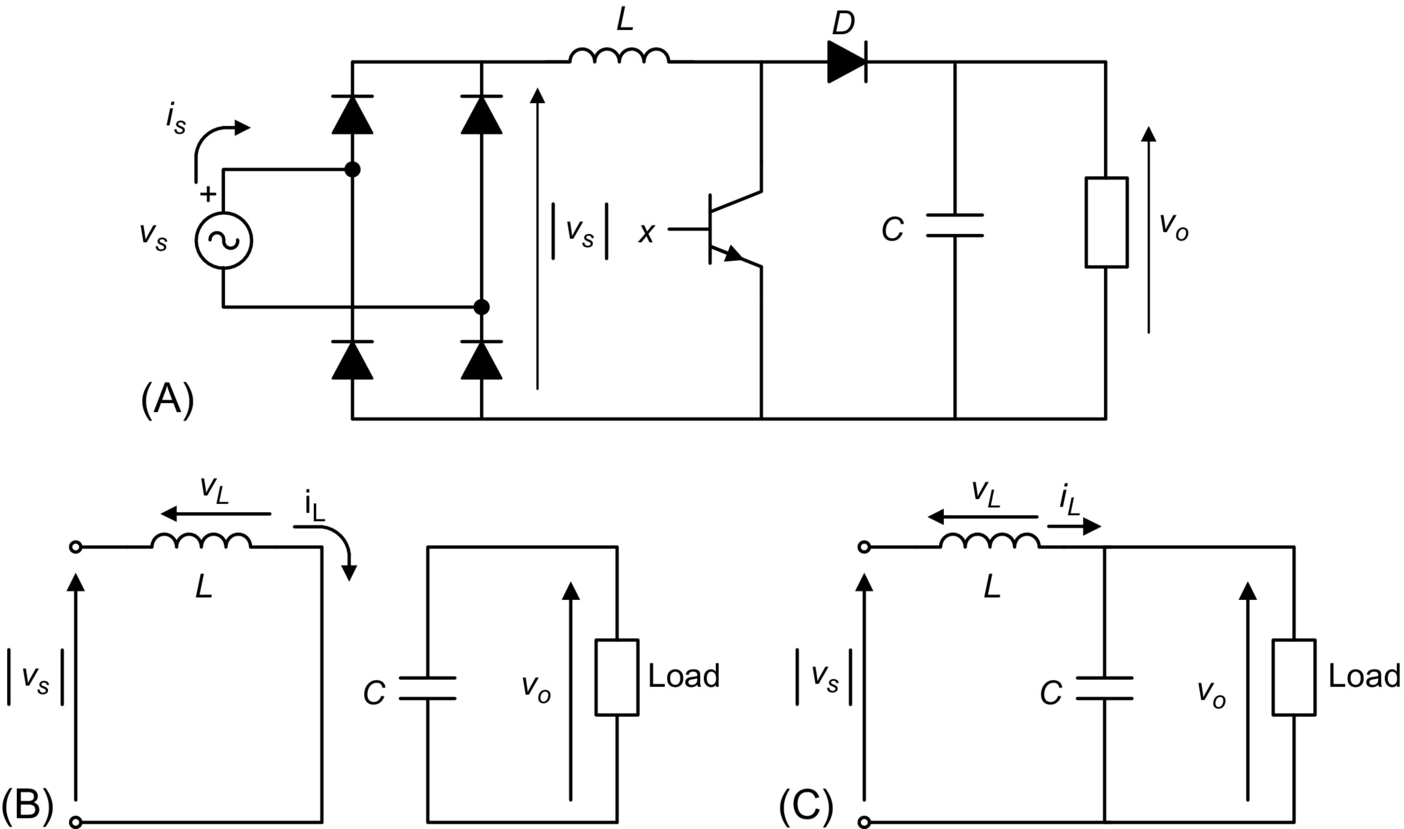 L
D
i_s
+
v_s
|v_s|
x
C
v_o
(A)
v_L
i_L
L
|v_s|
C
v_o
Load
(B)
v_L
i_L
L
|v_s|
C
v_o
Load
(C)